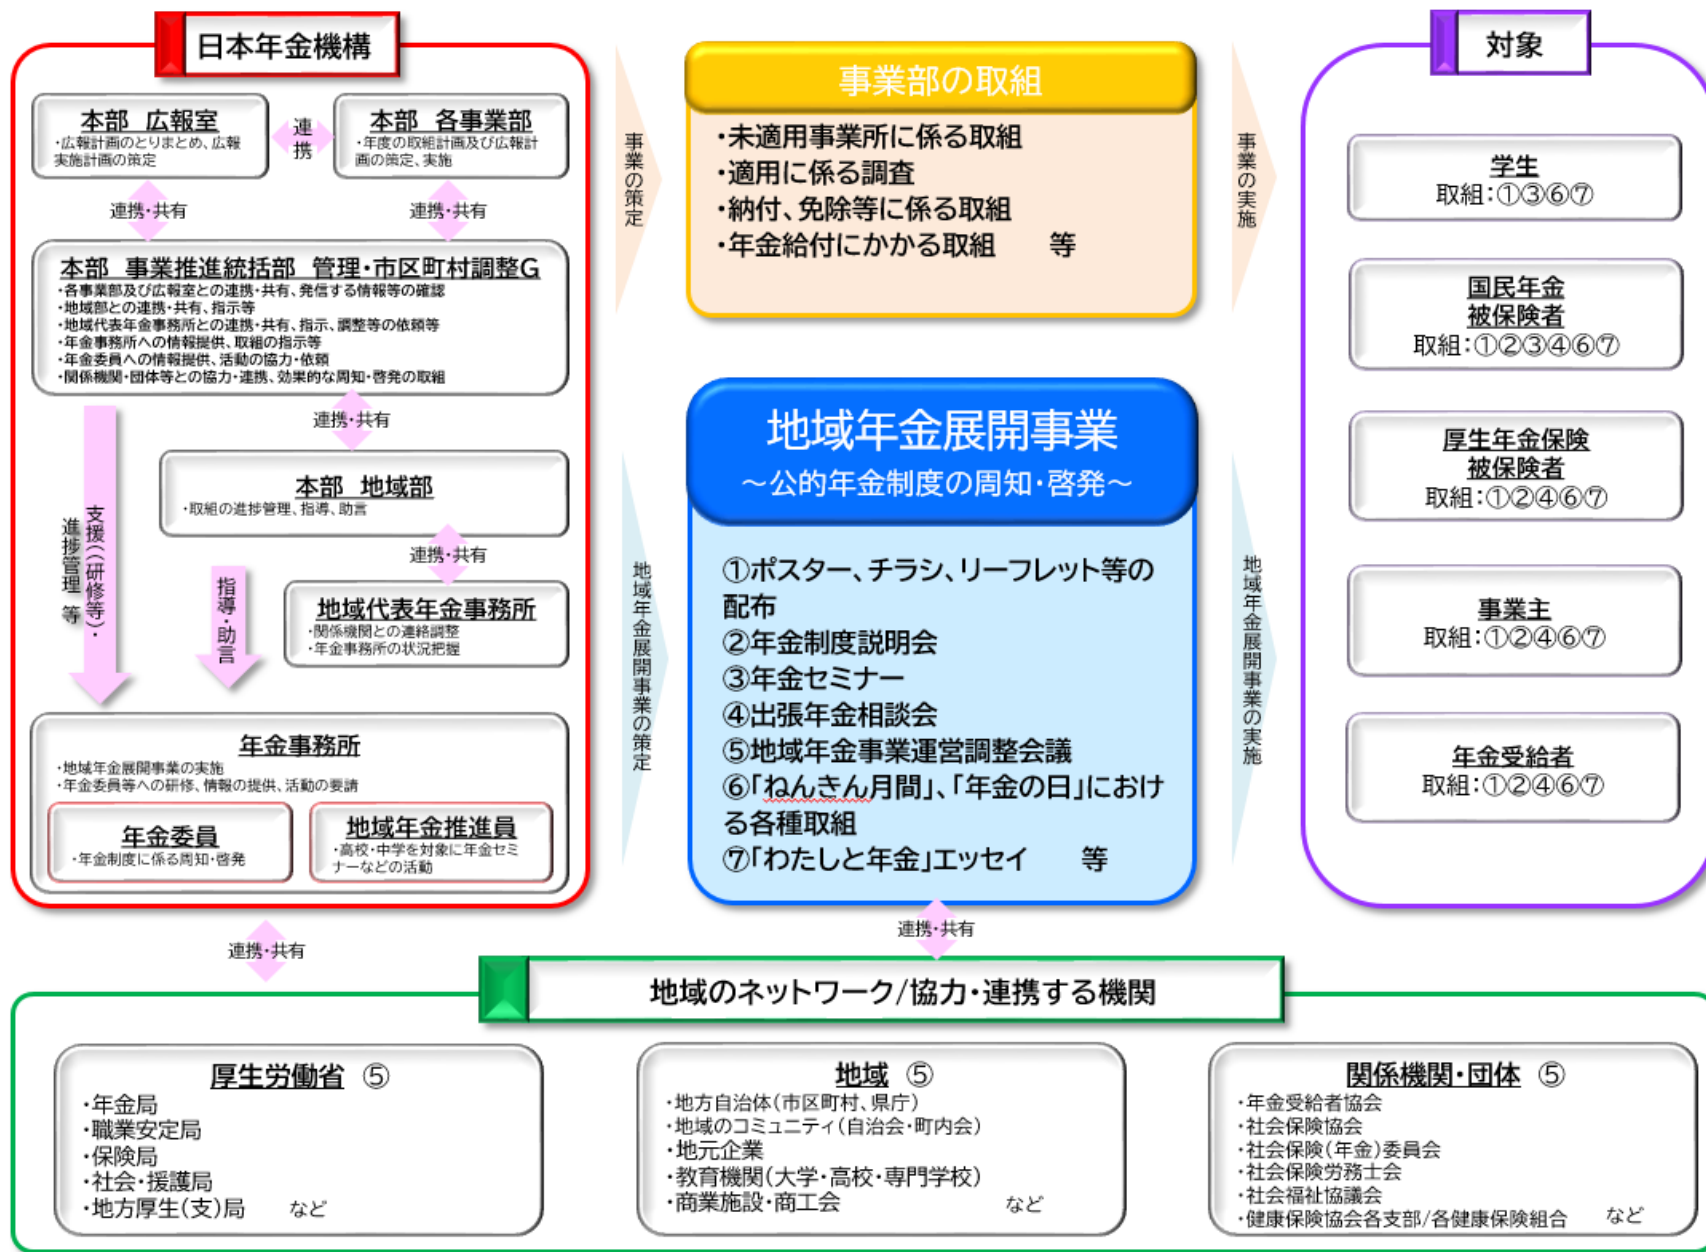 日本年金機構
本部 広報室
・広報計画のとりまとめ、広報
実施計画の策定
連携
本部 各事業部
・年度の取組計画及び広報計
画の策定、実施
連携・共有
連携・共有
本部 事業推進統括部 管理・市区町村調整G
・各事業部及び広報室との連携・共有、発信する情報等の確認
・地域部との連携・共有、指示等
・地域代表年金事務所との連携・共有、指示、調整等の依頼等
・年金事務所への情報提供、取組の指示等
・年金委員への情報提供、活動の協力・依頼
・関係機関・団体等との協力・連携、効果的な周知・啓発の取組
連携・共有
本部 地域部
・取組の進捗管理、指導、助言
連携・共有
支援((研修等)・
進捗管理 等
指導・助言
地域代表年金事務所
・関係機関との連絡調整
・年金事務所の状況把握
年金事務所
・地域年金展開事業の実施
・年金委員等への研修、情報の提供、活動の要請
年金委員
・年金制度に係る周知・啓発
地域年金推進員
・高校・中学を対象に年金セミ
ナーなどの活動
事業の策定
地域年金展開事業の策定
事業部の取組
・未適用事業所に係る取組
・適用に係る調査
・納付、免除等に係る取組
・年金給付にかかる取組 等
地域年金展開事業
～公的年金制度の周知・啓発～
①ポスター、チラシ、リーフレット等の
配布
②年金制度説明会
③年金セミナー
④出張年金相談会
⑤地域年金事業運営調整会議
⑥「ねんきん月間」、「年金の日」におけ
る各種取組
⑦「わたしと年金」エッセイ 等
事業の実施
地域年金展開事業の実施
対象
学生
取組：①③⑥⑦
国民年金
被保険者
取組：①②③④⑥⑦
厚生年金保険
被保険者
取組：①②④⑥⑦
事業主
取組：①②④⑥⑦
年金受給者
取組：①②④⑥⑦
連携・共有
連携・共有
地域のネットワーク/協力・連携する機関
厚生労働省 ⑤
・年金局
・職業安定局
・保険局
・社会・援護局
・地方厚生(支)局 など
地域 ⑤
・地方自治体(市区町村、県庁)
・地域のコミュニティ(自治会・町内会)
・地元企業
・教育機関(大学・高校・専門学校)
・商業施設・商工会 など
関係機関・団体 ⑤
・年金受給者協会
・社会保険協会
・社会保険(年金)委員会
・社会保険労務士会
・社会福祉協議会
・健康保険協会各支部/各健康保険組合 など